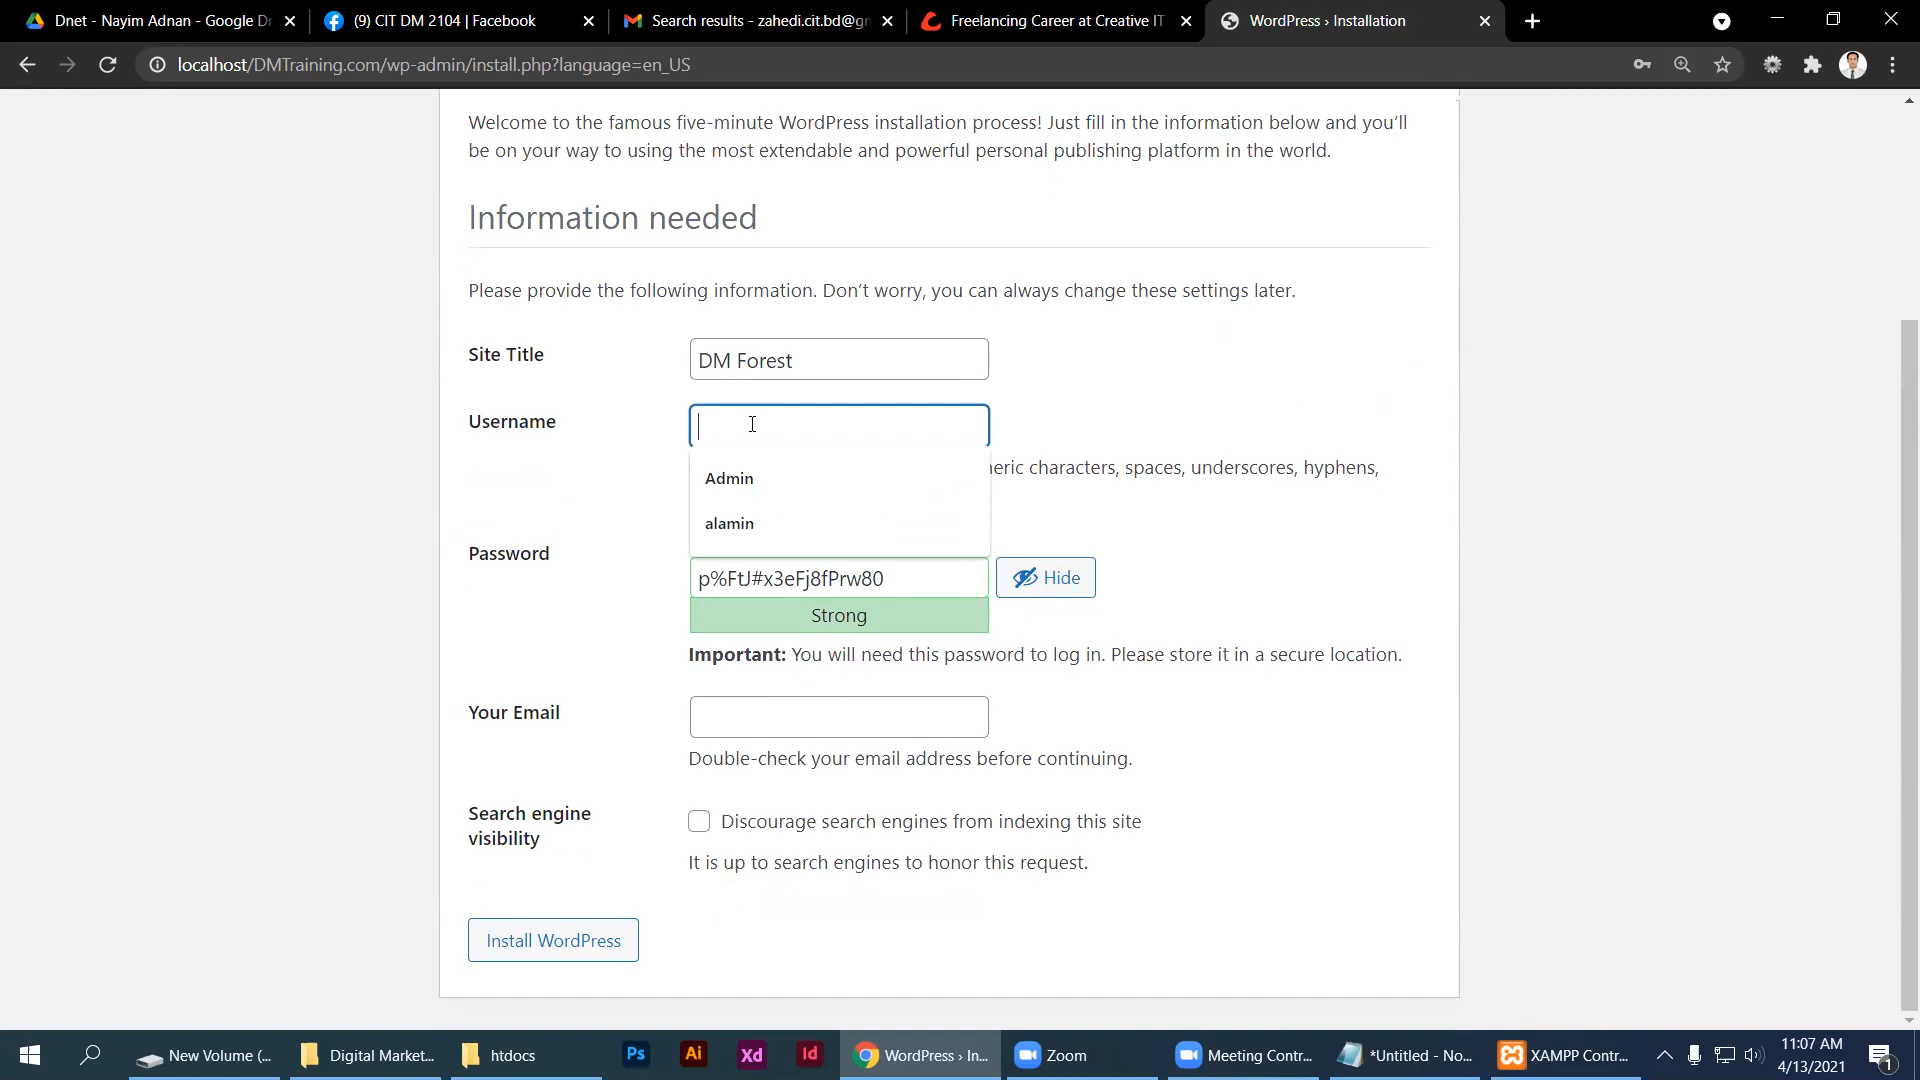 Dnet - Nayim Adnan - Google Dr
(9) CIT DM 2104 | Facebook
Search results - zahedi.cit.bd@gm
Freelancing Career at Creative IT
WordPress › Installation
localhost/DMTraining.com/wp-admin/install.php?language=en_US
Welcome to the famous five-minute WordPress installation process! Just fill in the information below and you’ll
be on your way to using the most extendable and powerful personal publishing platform in the world.
Information needed
Please provide the following information. Don’t worry, you can always change these settings later.
Site Title
DM Forest
Username
Admin
alamin
eric characters, spaces, underscores, hyphens,
Password
p%FtJ#x3eFj8fPrw80
Hide
Strong
Important: You will need this password to log in. Please store it in a secure location.
Your Email
Double-check your email address before continuing.
Search engine
visibility
Discourage search engines from indexing this site
It is up to search engines to honor this request.
Install WordPress
New Volume (...
Digital Market...
htdocs
Ps
Ai
Xd
Id
WordPress › In...
Zoom
Meeting Contr...
*Untitled - No...
XAMPP Contr...
11:07 AM
4/13/2021
1